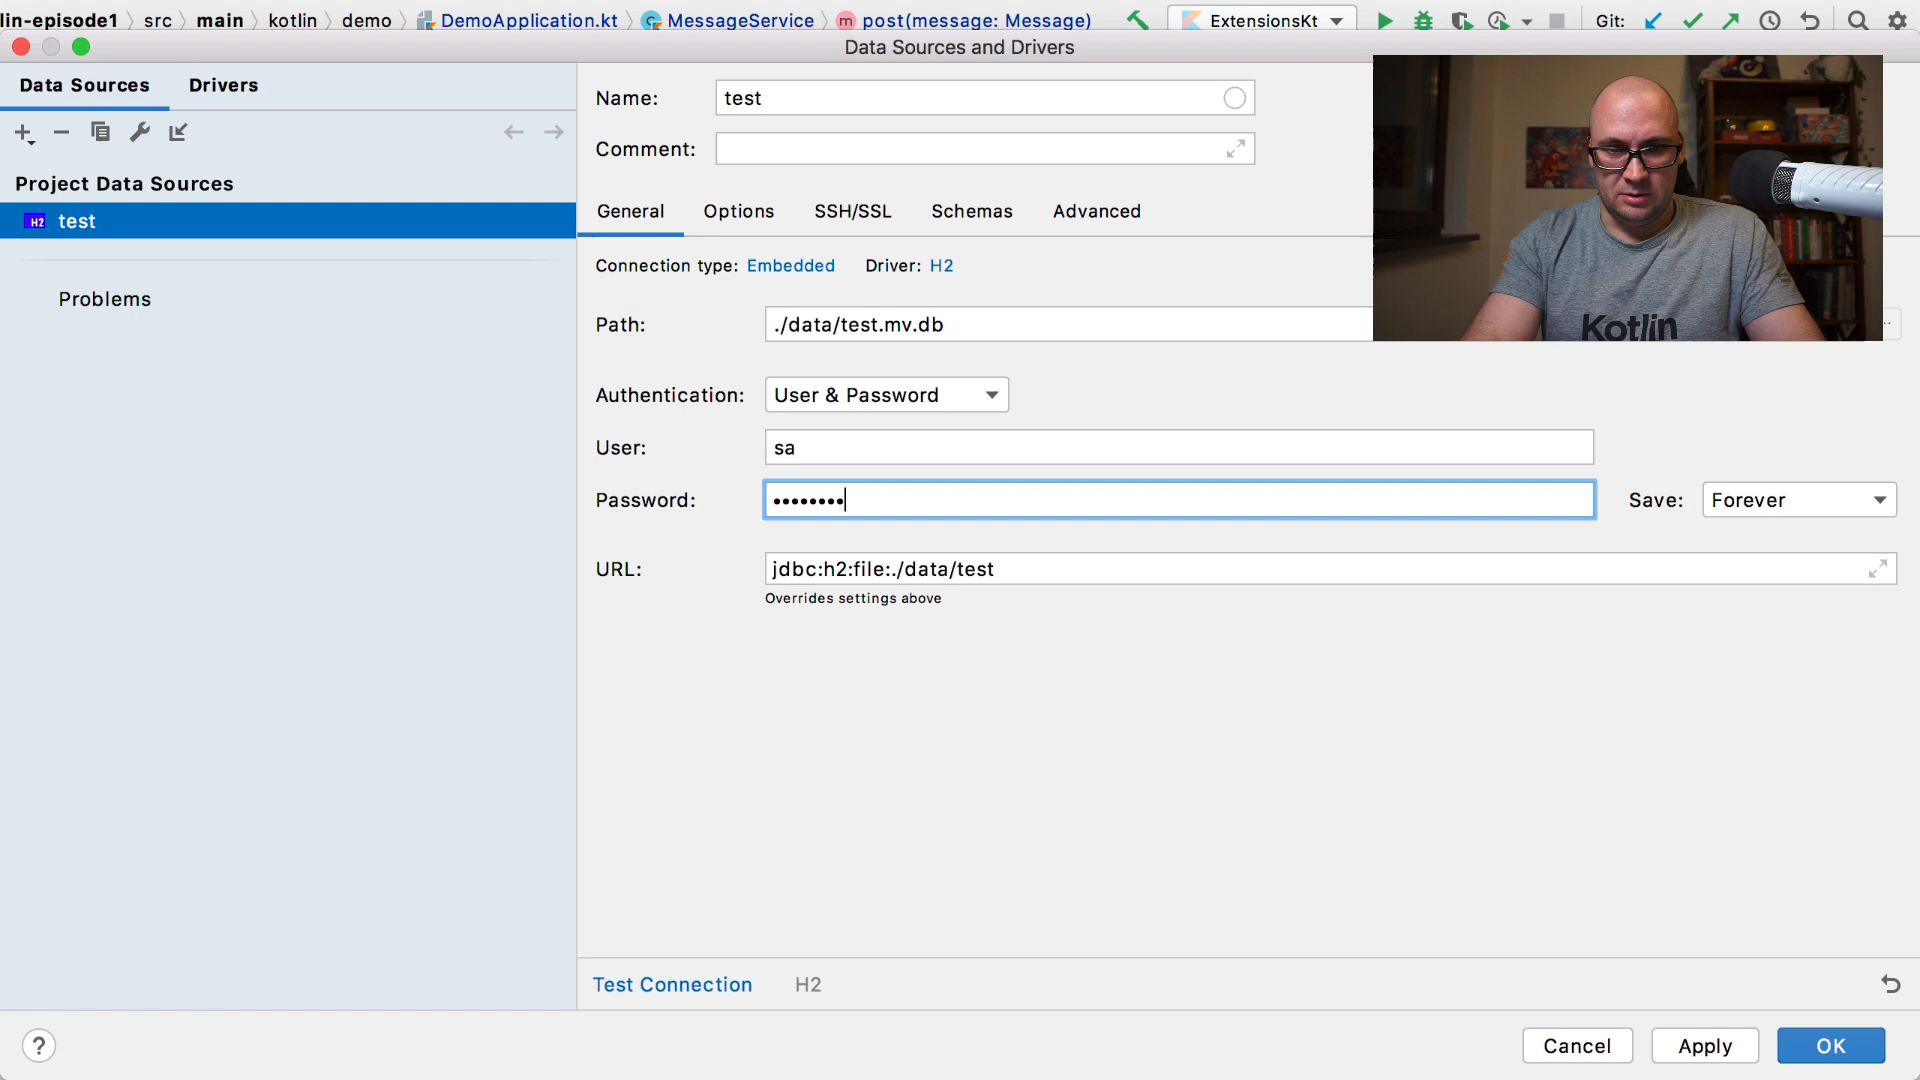 lin-episode1 src main kotlin demo DemoApplication.kt MessageService m post(message: Message) ExtensionsKt Git:
Data Sources and Drivers
Data Sources Drivers
Project Data Sources
H2 test
Problems
Name: test
Comment:
General Options SSH/SSL Schemas Advanced
Connection type: Embedded Driver: H2
Path: ./data/test.mv.db
Kotlin
Authentication: User & Password
User: sa
Password: ••••••••
Save: Forever
URL: jdbc:h2:file:./data/test
Overrides settings above
Test Connection H2
? Cancel Apply OK